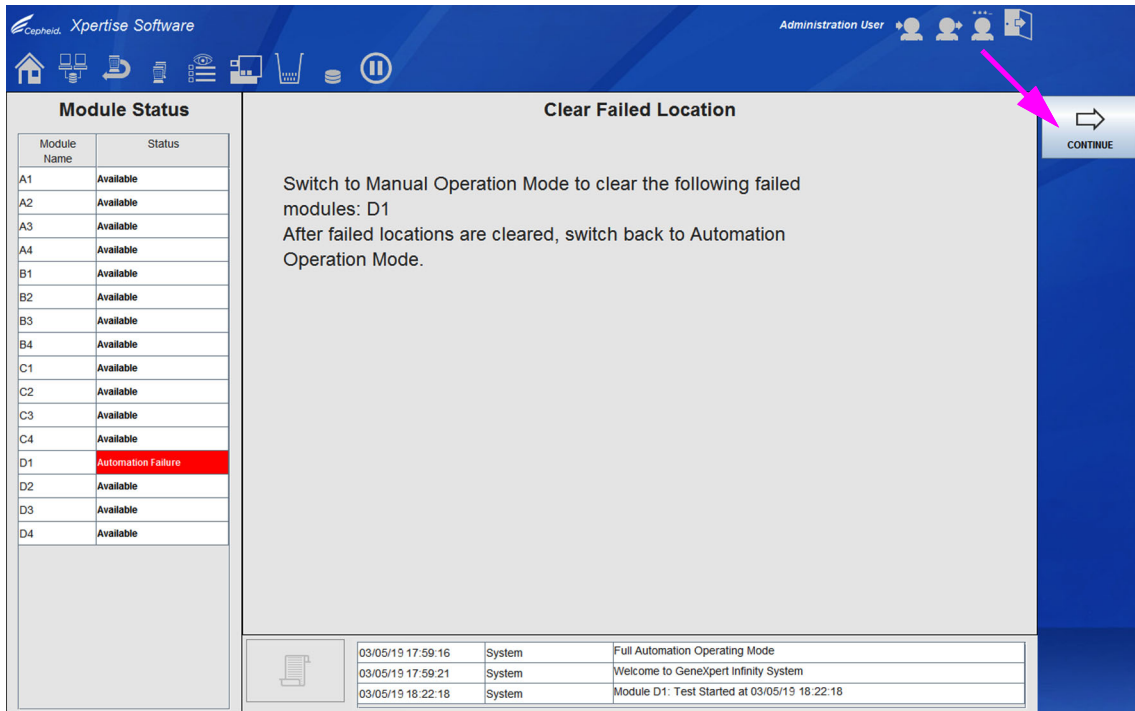 Cepheid. Xpertise Software
Administration User
Module Status
Module Name Status
A1 Available
A2 Available
A3 Available
A4 Available
B1 Available
B2 Available
B3 Available
B4 Available
C1 Available
C2 Available
C3 Available
C4 Available
D1 Automation Failure
D2 Available
D3 Available
D4 Available
Clear Failed Location
Switch to Manual Operation Mode to clear the following failed
modules: D1
After failed locations are cleared, switch back to Automation
Operation Mode.
CONTINUE
03/05/19 17:59:16 System Full Automation Operating Mode
03/05/19 17:59:21 System Welcome to GeneXpert Infinity System
03/05/19 18:22:18 System Module D1: Test Started at 03/05/19 18:22:18